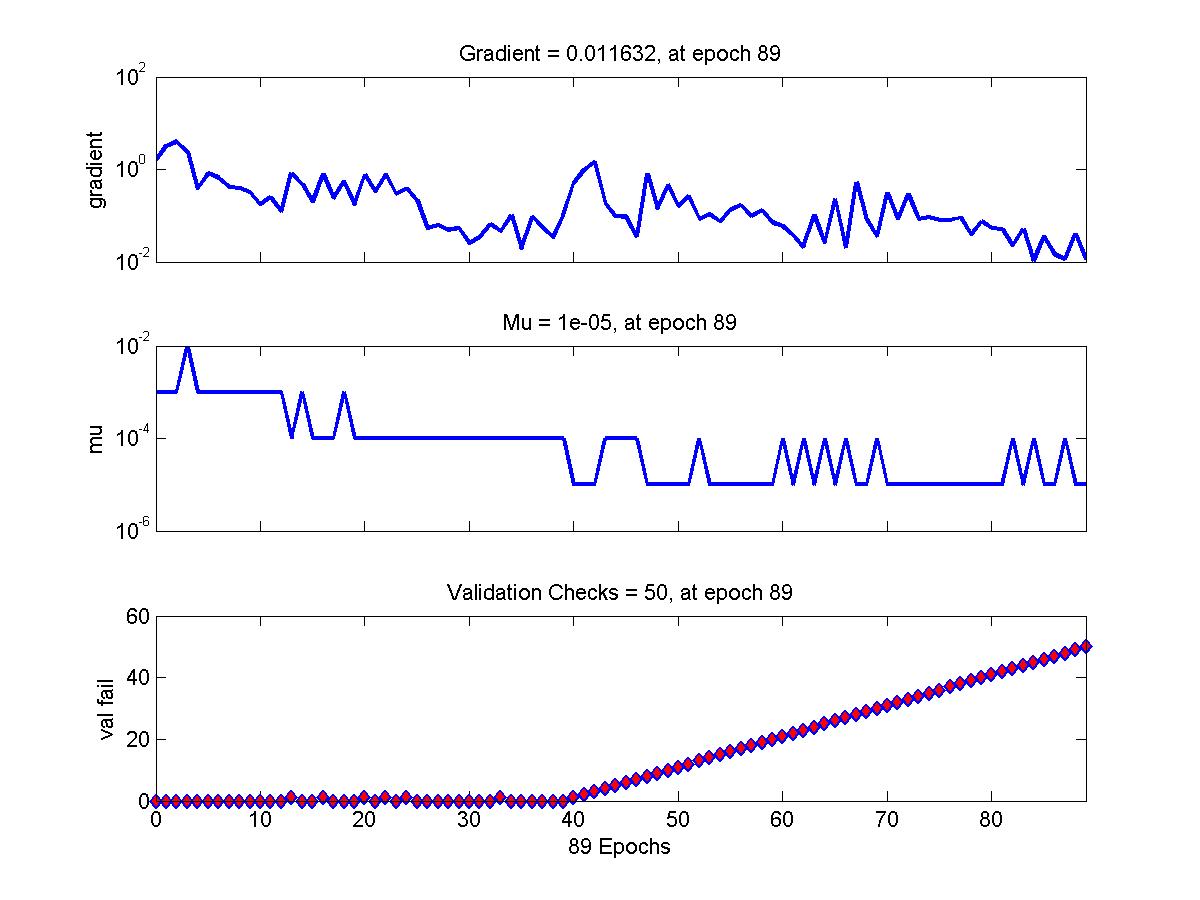 Gradient = 0.011632, at epoch 89
10^2
10^0
10^-2
gradient
Mu = 1e-05, at epoch 89
10^-2
10^-4
10^-6
mu
Validation Checks = 50, at epoch 89
60
40
20
0
val fail
0 10 20 30 40 50 60 70 80
89 Epochs